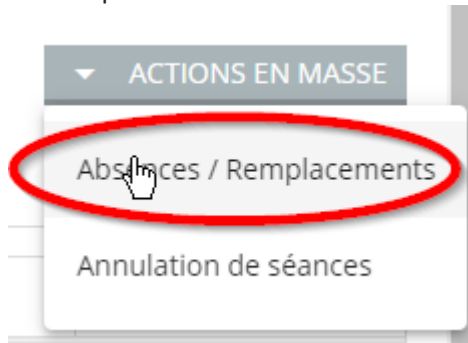 ACTIONS EN MASSE
Absences / Remplacements
Annulation de séances